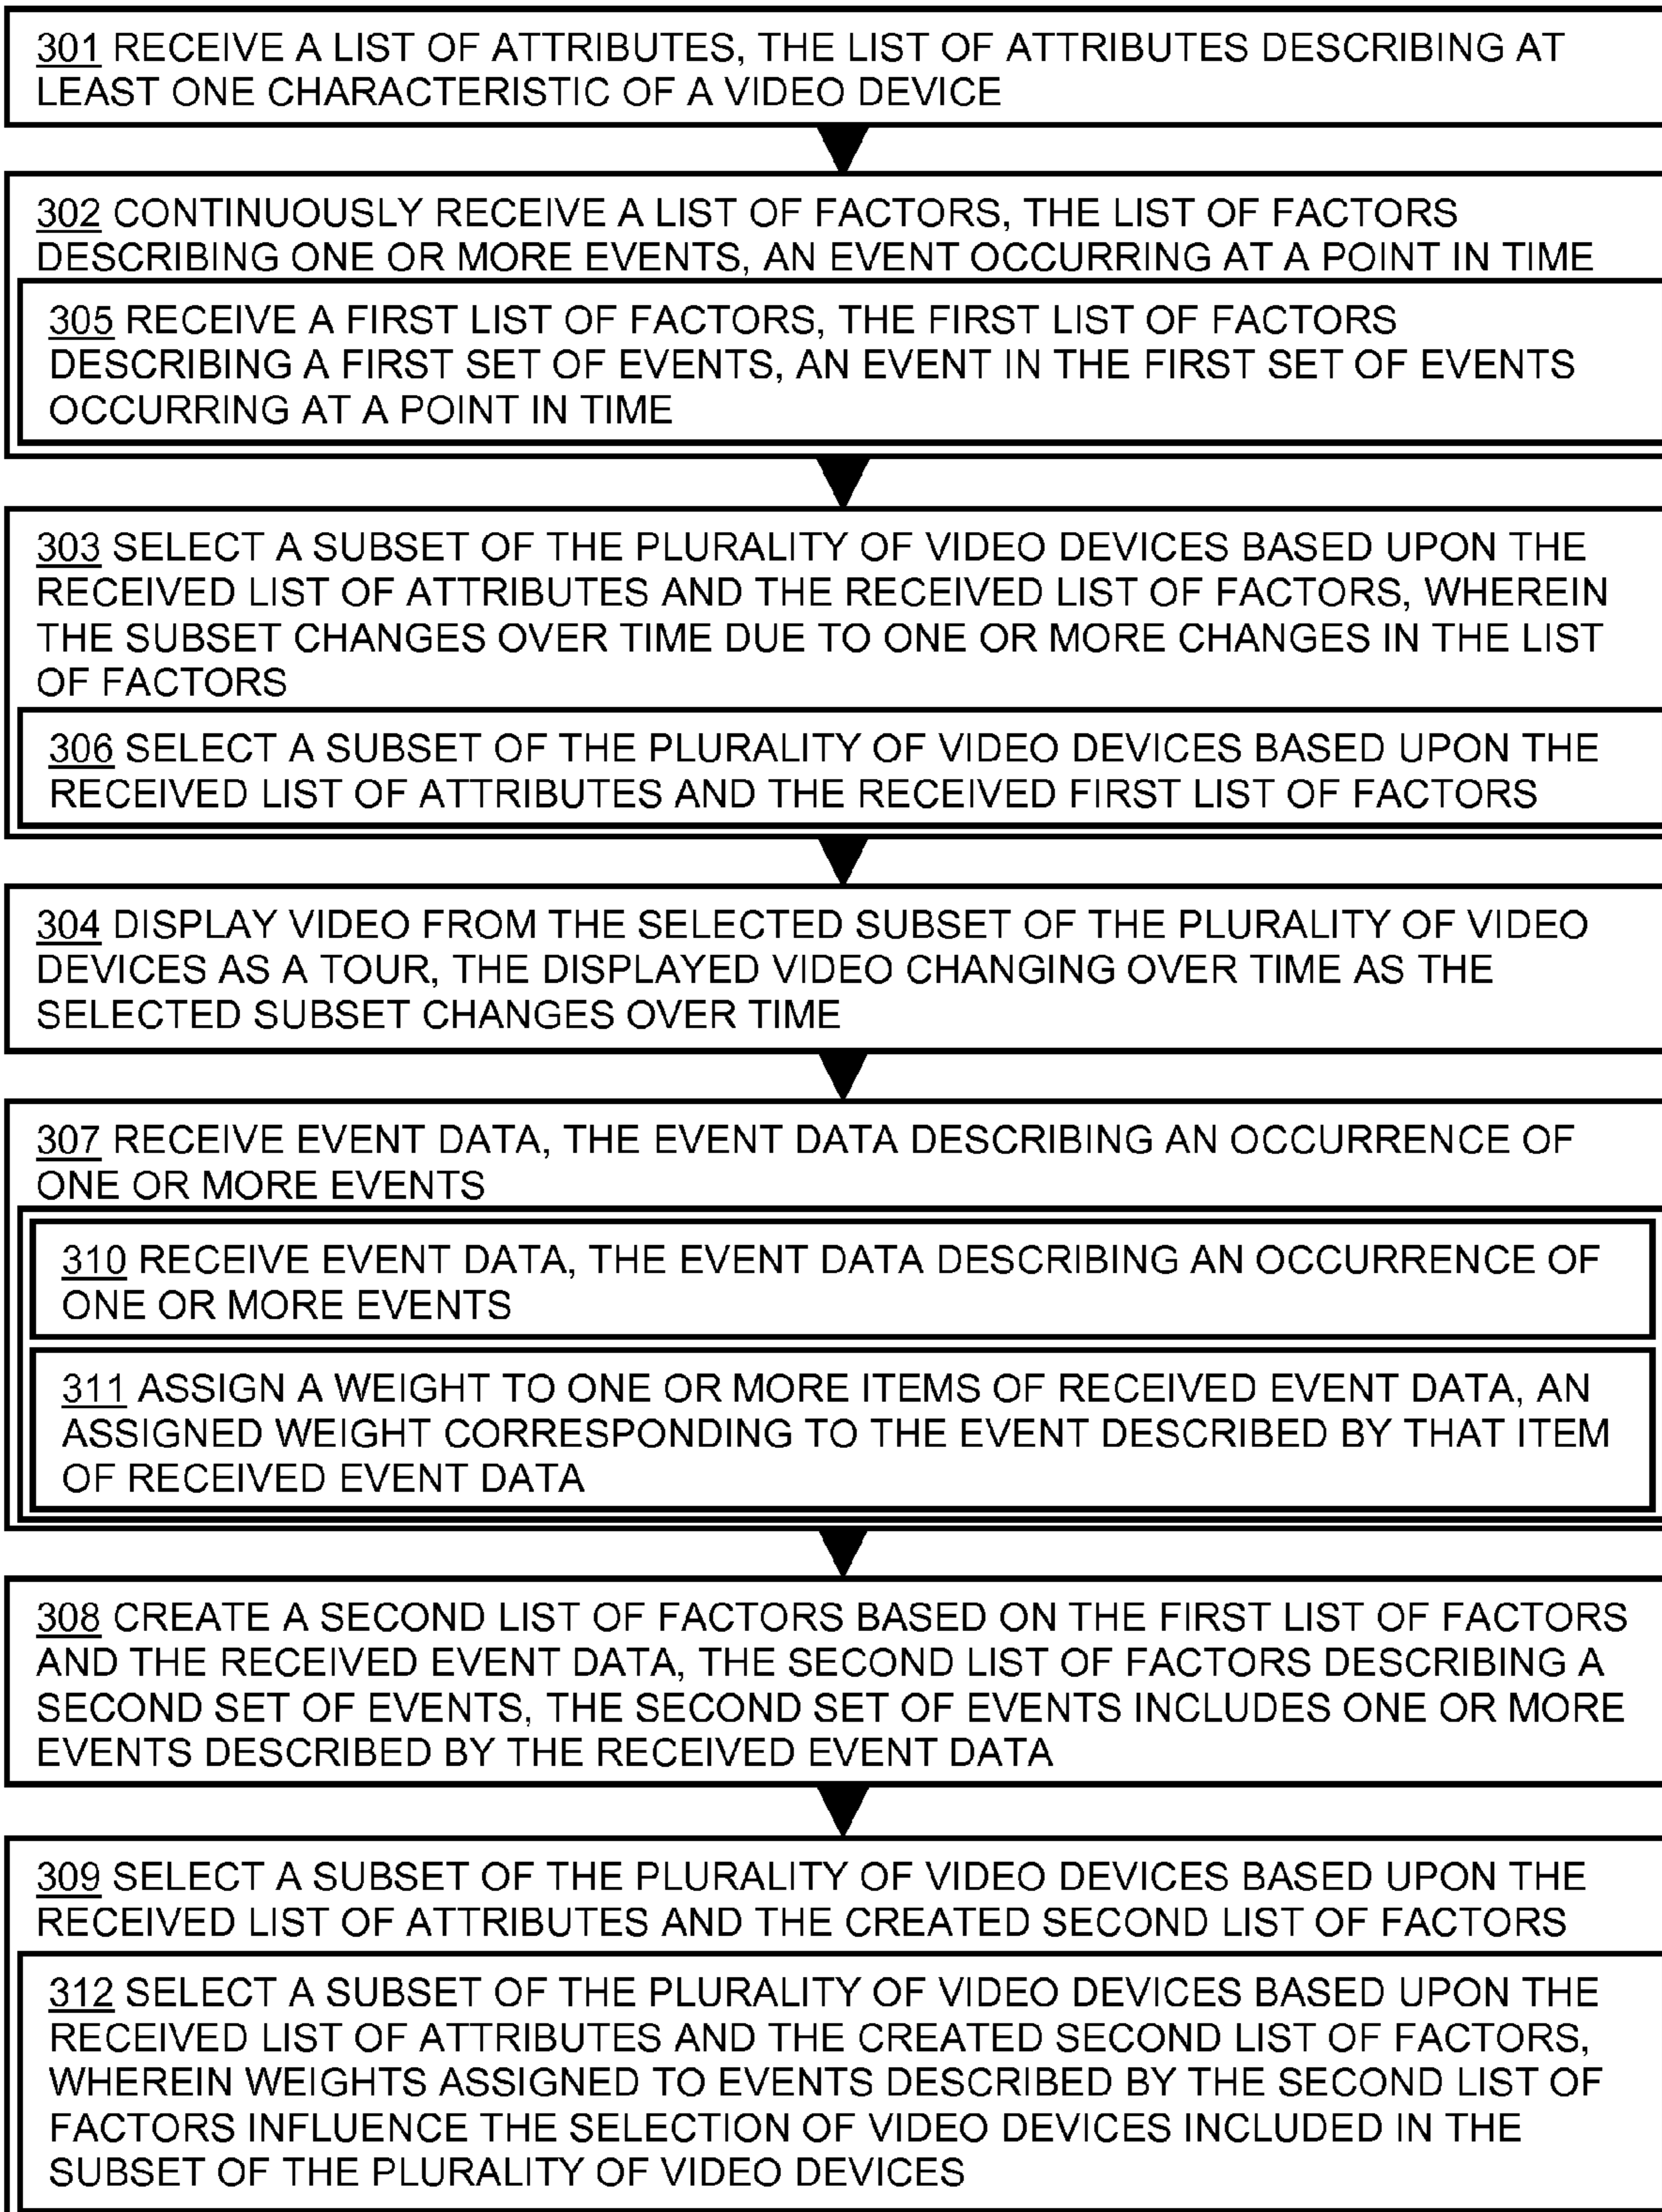 301 RECEIVE A LIST OF ATTRIBUTES, THE LIST OF ATTRIBUTES DESCRIBING AT
LEAST ONE CHARACTERISTIC OF A VIDEO DEVICE
302 CONTINUOUSLY RECEIVE A LIST OF FACTORS, THE LIST OF FACTORS
DESCRIBING ONE OR MORE EVENTS, AN EVENT OCCURRING AT A POINT IN TIME
305 RECEIVE A FIRST LIST OF FACTORS, THE FIRST LIST OF FACTORS
DESCRIBING A FIRST SET OF EVENTS, AN EVENT IN THE FIRST SET OF EVENTS
OCCURRING AT A POINT IN TIME
303 SELECT A SUBSET OF THE PLURALITY OF VIDEO DEVICES BASED UPON THE
RECEIVED LIST OF ATTRIBUTES AND THE RECEIVED LIST OF FACTORS, WHEREIN
THE SUBSET CHANGES OVER TIME DUE TO ONE OR MORE CHANGES IN THE LIST
OF FACTORS
306 SELECT A SUBSET OF THE PLURALITY OF VIDEO DEVICES BASED UPON THE
RECEIVED LIST OF ATTRIBUTES AND THE RECEIVED FIRST LIST OF FACTORS
304 DISPLAY VIDEO FROM THE SELECTED SUBSET OF THE PLURALITY OF VIDEO
DEVICES AS A TOUR, THE DISPLAYED VIDEO CHANGING OVER TIME AS THE
SELECTED SUBSET CHANGES OVER TIME
307 RECEIVE EVENT DATA, THE EVENT DATA DESCRIBING AN OCCURRENCE OF
ONE OR MORE EVENTS
310 RECEIVE EVENT DATA, THE EVENT DATA DESCRIBING AN OCCURRENCE OF
ONE OR MORE EVENTS
311 ASSIGN A WEIGHT TO ONE OR MORE ITEMS OF RECEIVED EVENT DATA, AN
ASSIGNED WEIGHT CORRESPONDING TO THE EVENT DESCRIBED BY THAT ITEM
OF RECEIVED EVENT DATA
308 CREATE A SECOND LIST OF FACTORS BASED ON THE FIRST LIST OF FACTORS
AND THE RECEIVED EVENT DATA, THE SECOND LIST OF FACTORS DESCRIBING A
SECOND SET OF EVENTS, THE SECOND SET OF EVENTS INCLUDES ONE OR MORE
EVENTS DESCRIBED BY THE RECEIVED EVENT DATA
309 SELECT A SUBSET OF THE PLURALITY OF VIDEO DEVICES BASED UPON THE
RECEIVED LIST OF ATTRIBUTES AND THE CREATED SECOND LIST OF FACTORS
312 SELECT A SUBSET OF THE PLURALITY OF VIDEO DEVICES BASED UPON THE
RECEIVED LIST OF ATTRIBUTES AND THE CREATED SECOND LIST OF FACTORS,
WHEREIN WEIGHTS ASSIGNED TO EVENTS DESCRIBED BY THE SECOND LIST OF
FACTORS INFLUENCE THE SELECTION OF VIDEO DEVICES INCLUDED IN THE
SUBSET OF THE PLURALITY OF VIDEO DEVICES